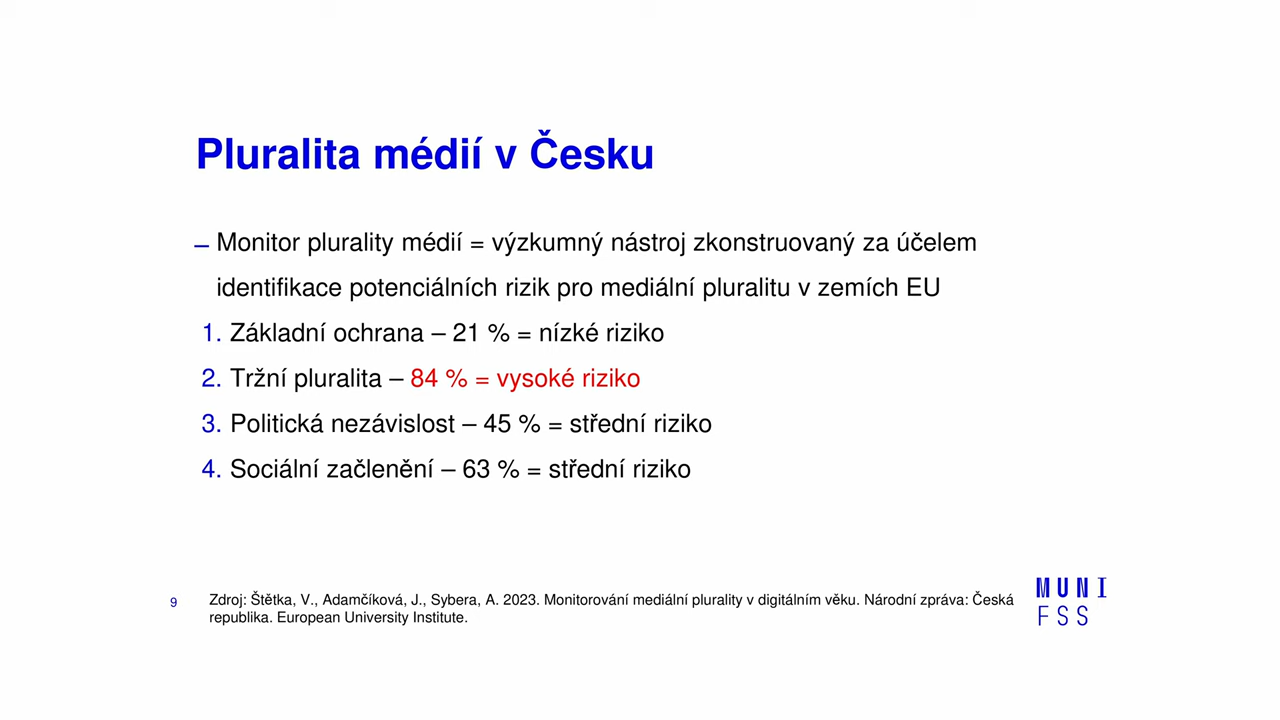 Pluralita médií v Česku
– Monitor plurality médií = výzkumný nástroj zkonstruovaný za účelem
identifikace potenciálních rizik pro mediální pluralitu v zemích EU
1. Základní ochrana – 21 % = nízké riziko
2. Tržní pluralita – 84 % = vysoké riziko
3. Politická nezávislost – 45 % = střední riziko
4. Sociální začlenění – 63 % = střední riziko
9
Zdroj: Štětka, V., Adamčíková, J., Sybera, A. 2023. Monitorování mediální plurality v digitálním věku. Národní zpráva: Česká
republika. European University Institute.
MUNI
FSS